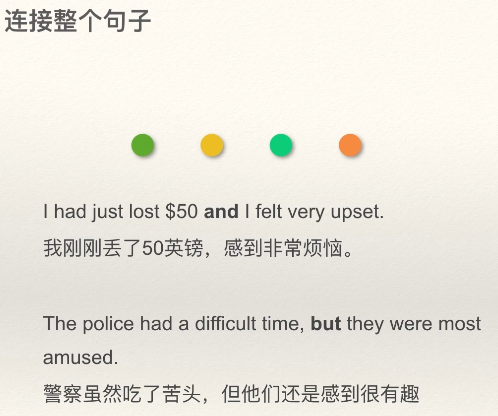 连接整个句子
I had just lost $50 and I felt very upset.
我刚刚丢了50英镑，感到非常烦恼。
The police had a difficult time, but they were most
amused.
警察虽然吃了苦头，但他们还是感到很有趣